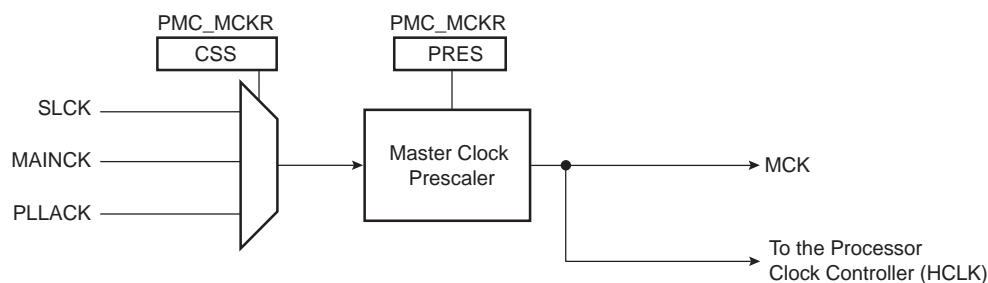 PMC_MCKR
PMC_MCKR
CSS
PRES
SLCK
MAINCK
PLLACK
Master Clock
Prescaler
MCK
To the Processor
Clock Controller (HCLK)